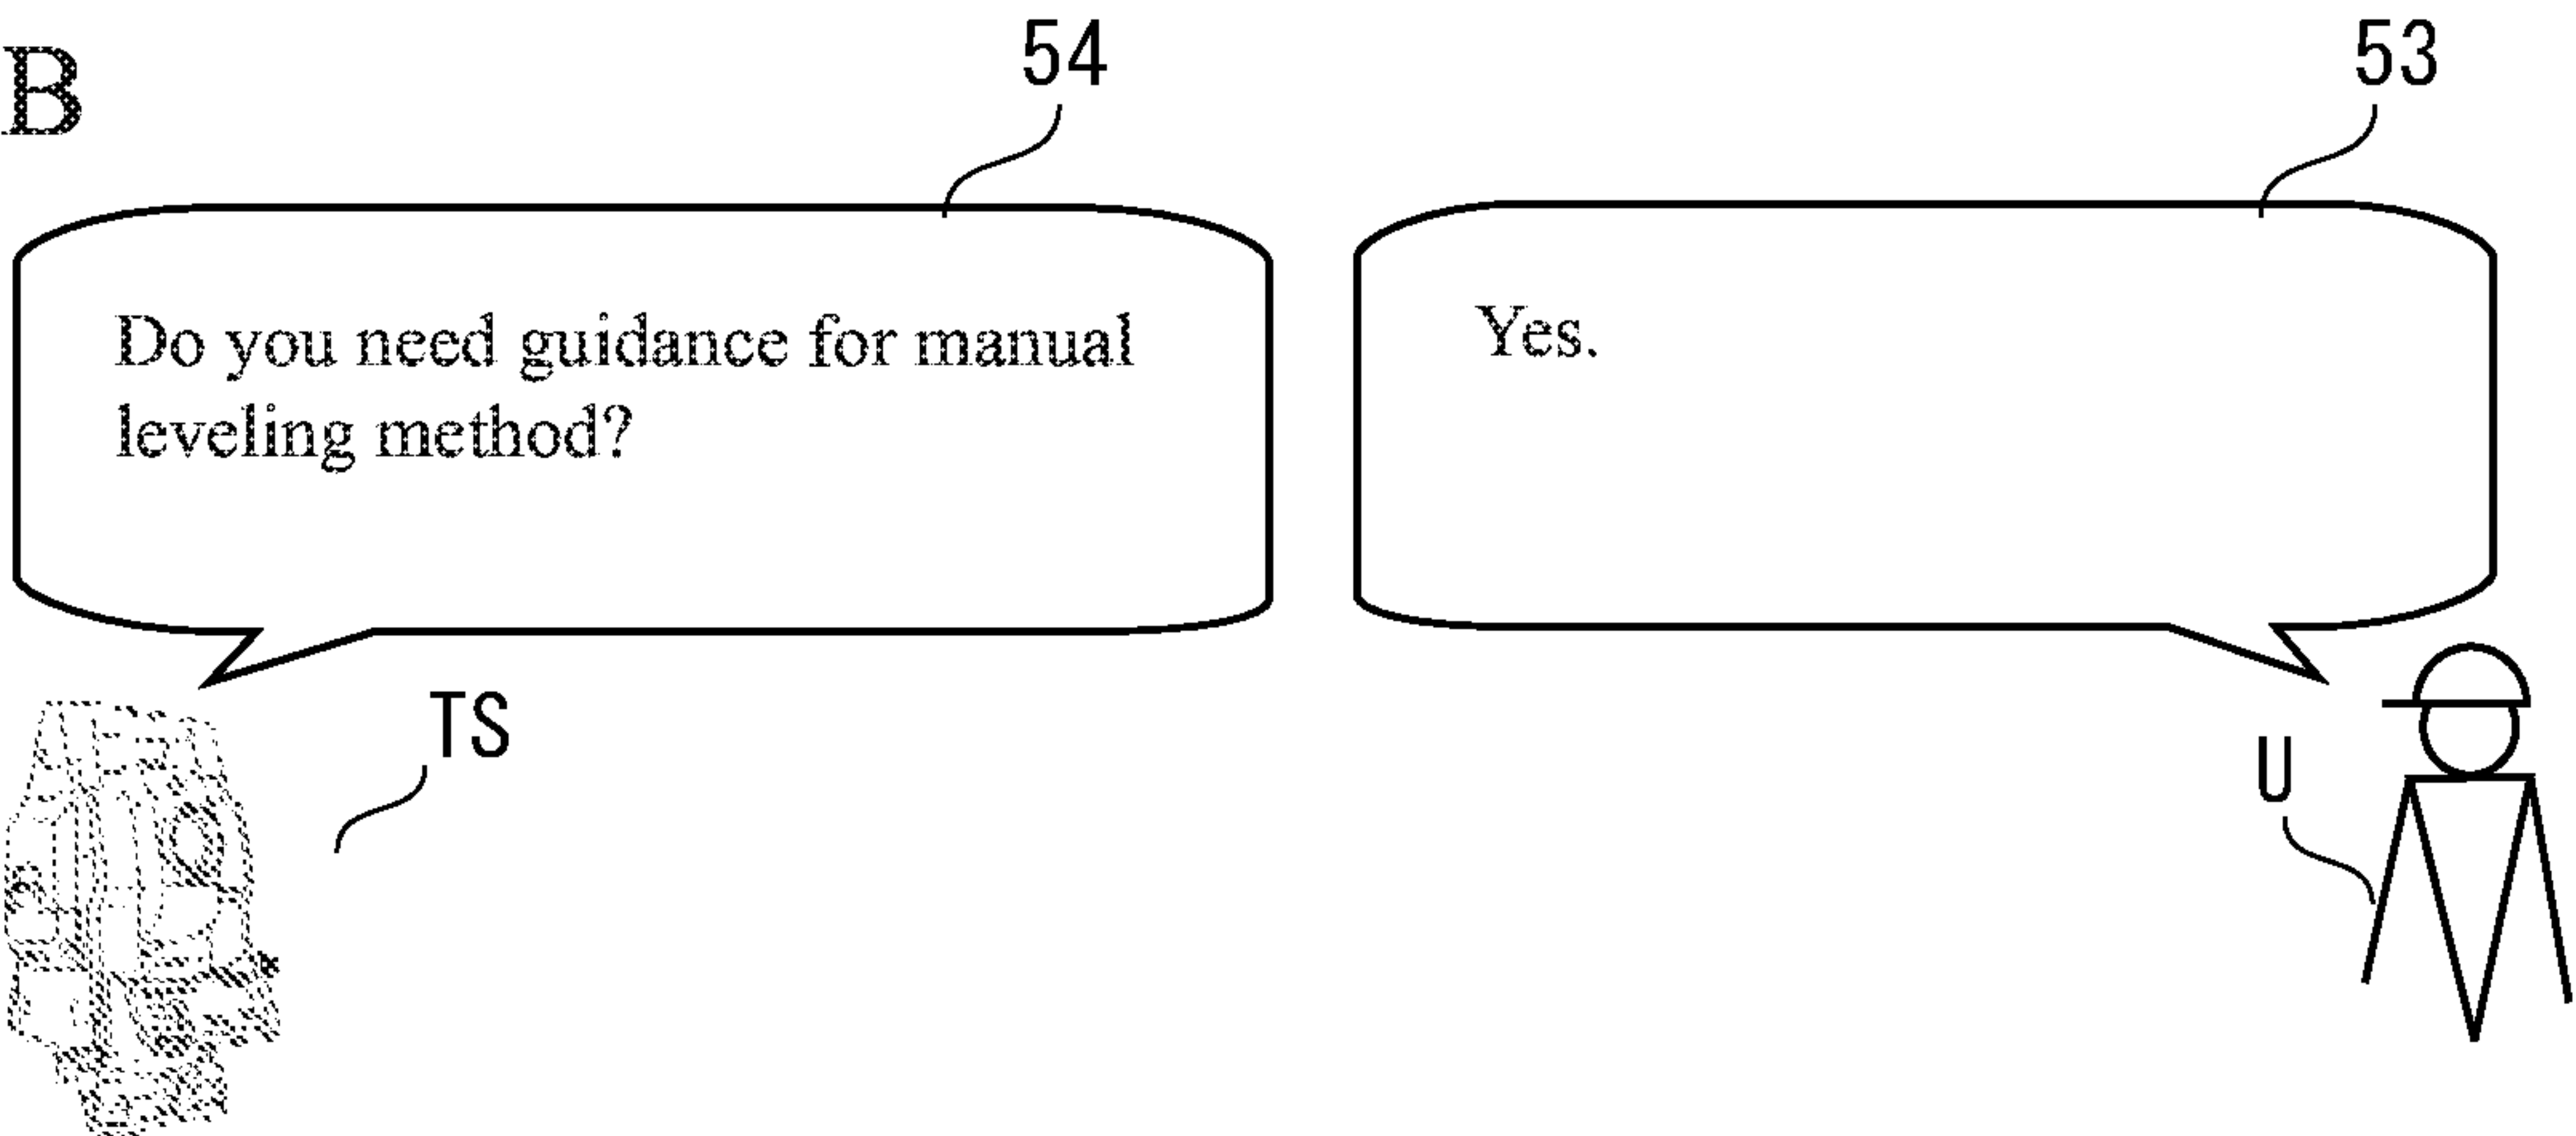 B
54
53
Do you need guidance for manual
leveling method?
Yes.
TS
U